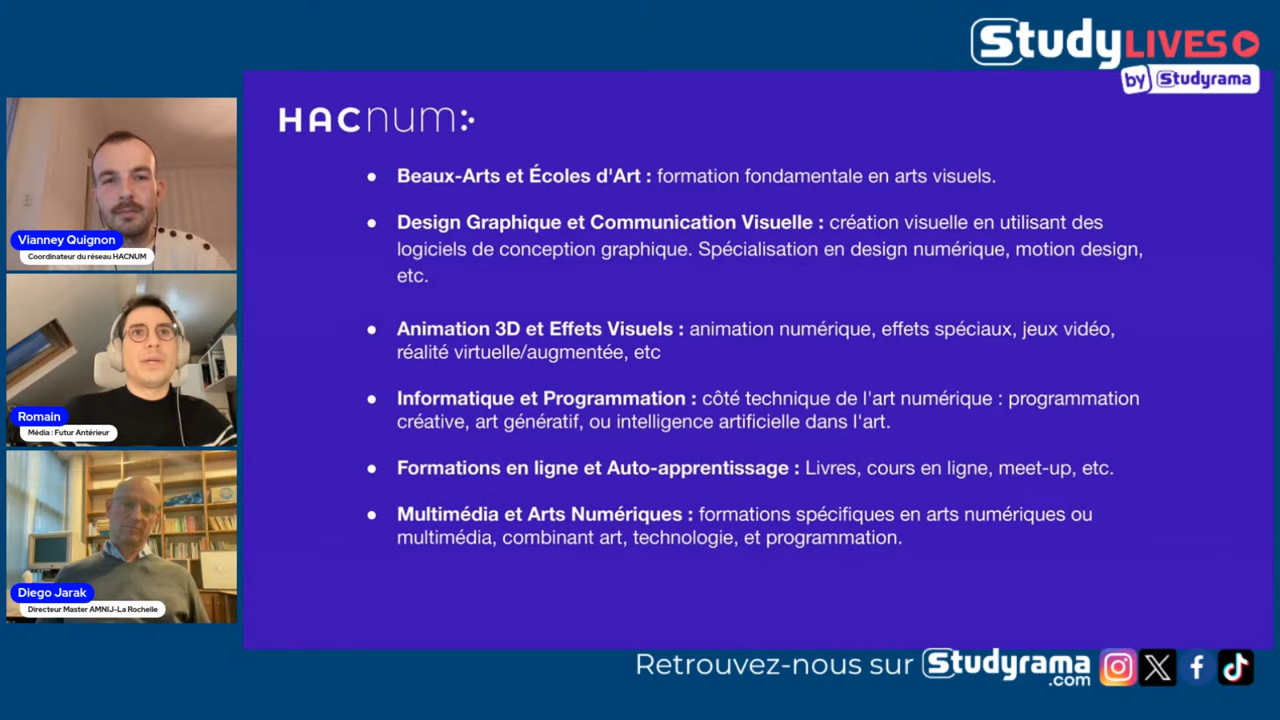 StudyLIVES
by Studyrama
HACnum
Vianney Quignon
Coordinateur du réseau HACNUM
Romain
Média : Futur Antérieur
Diego Jarak
Directeur Master AMNIJ-La Rochelle
● Beaux-Arts et Écoles d'Art : formation fondamentale en arts visuels.
● Design Graphique et Communication Visuelle : création visuelle en utilisant des
logiciels de conception graphique. Spécialisation en design numérique, motion design,
etc.
● Animation 3D et Effets Visuels : animation numérique, effets spéciaux, jeux vidéo,
réalité virtuelle/augmentée, etc
● Informatique et Programmation : côté technique de l'art numérique : programmation
créative, art génératif, ou intelligence artificielle dans l'art.
● Formations en ligne et Auto-apprentissage : Livres, cours en ligne, meet-up, etc.
● Multimédia et Arts Numériques : formations spécifiques en arts numériques ou
multimédia, combinant art, technologie, et programmation.
Retrouvez-nous sur Studyrama
.com